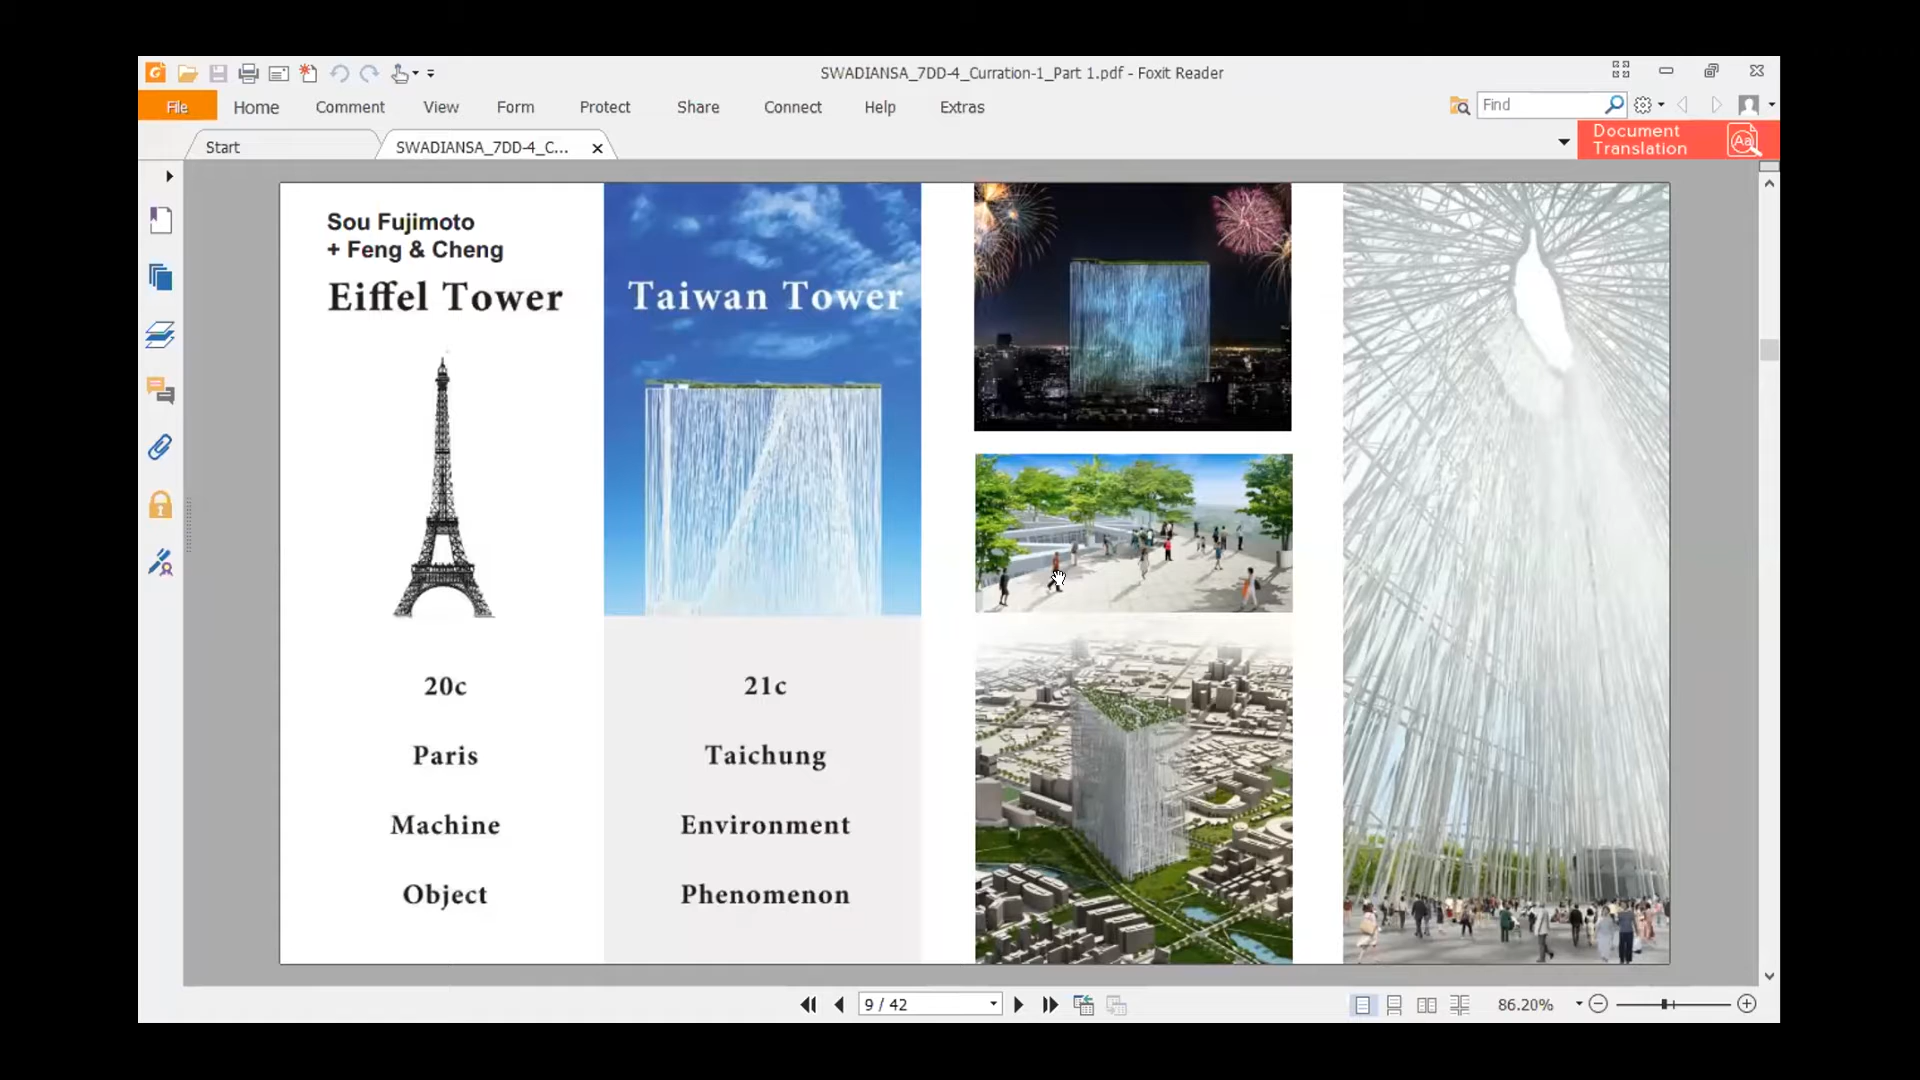 SWADIANSA_7DD-4_Curration-1_Part 1.pdf - Foxit Reader
File Home Comment View Form Protect Share Connect Help Extras
Find
Start
SWADIANSA_7DD-4_C...
Document
Translation
Sou Fujimoto
+ Feng & Cheng
Eiffel Tower
20c
Paris
Machine
Object
Taiwan Tower
21c
Taichung
Environment
Phenomenon
9 / 42
86.20%